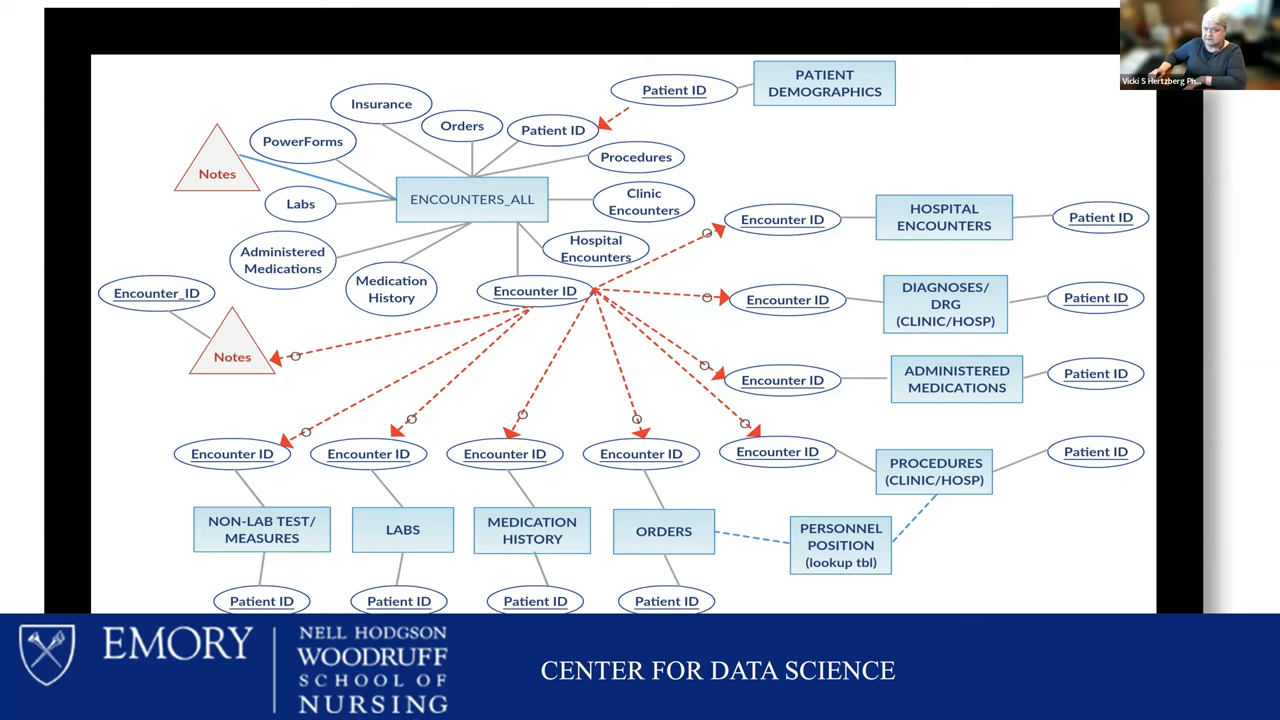 Vicki S Hertzberg Ph...
PATIENT
DEMOGRAPHICS
Patient ID
Insurance
Orders
Patient ID
PowerForms
Procedures
Notes
ENCOUNTERS_ALL
Labs
Clinic
Encounters
Administered
Medications
Hospital
Encounters
Medication
History
Encounter ID
Encounter_ID
Notes
Encounter ID
HOSPITAL
ENCOUNTERS
Patient ID
Encounter ID
DIAGNOSES/
DRG
(CLINIC/HOSP)
Patient ID
Encounter ID
ADMINISTERED
MEDICATIONS
Patient ID
Encounter ID
PROCEDURES
(CLINIC/HOSP)
Patient ID
Encounter ID
Encounter ID
Encounter ID
Encounter ID
NON-LAB TEST/
MEASURES
LABS
MEDICATION
HISTORY
ORDERS
PERSONNEL
POSITION
(lookup tbl)
Patient ID
Patient ID
Patient ID
Patient ID
EMORY
NELL HODGSON
WOODRUFF
SCHOOL OF
NURSING
CENTER FOR DATA SCIENCE